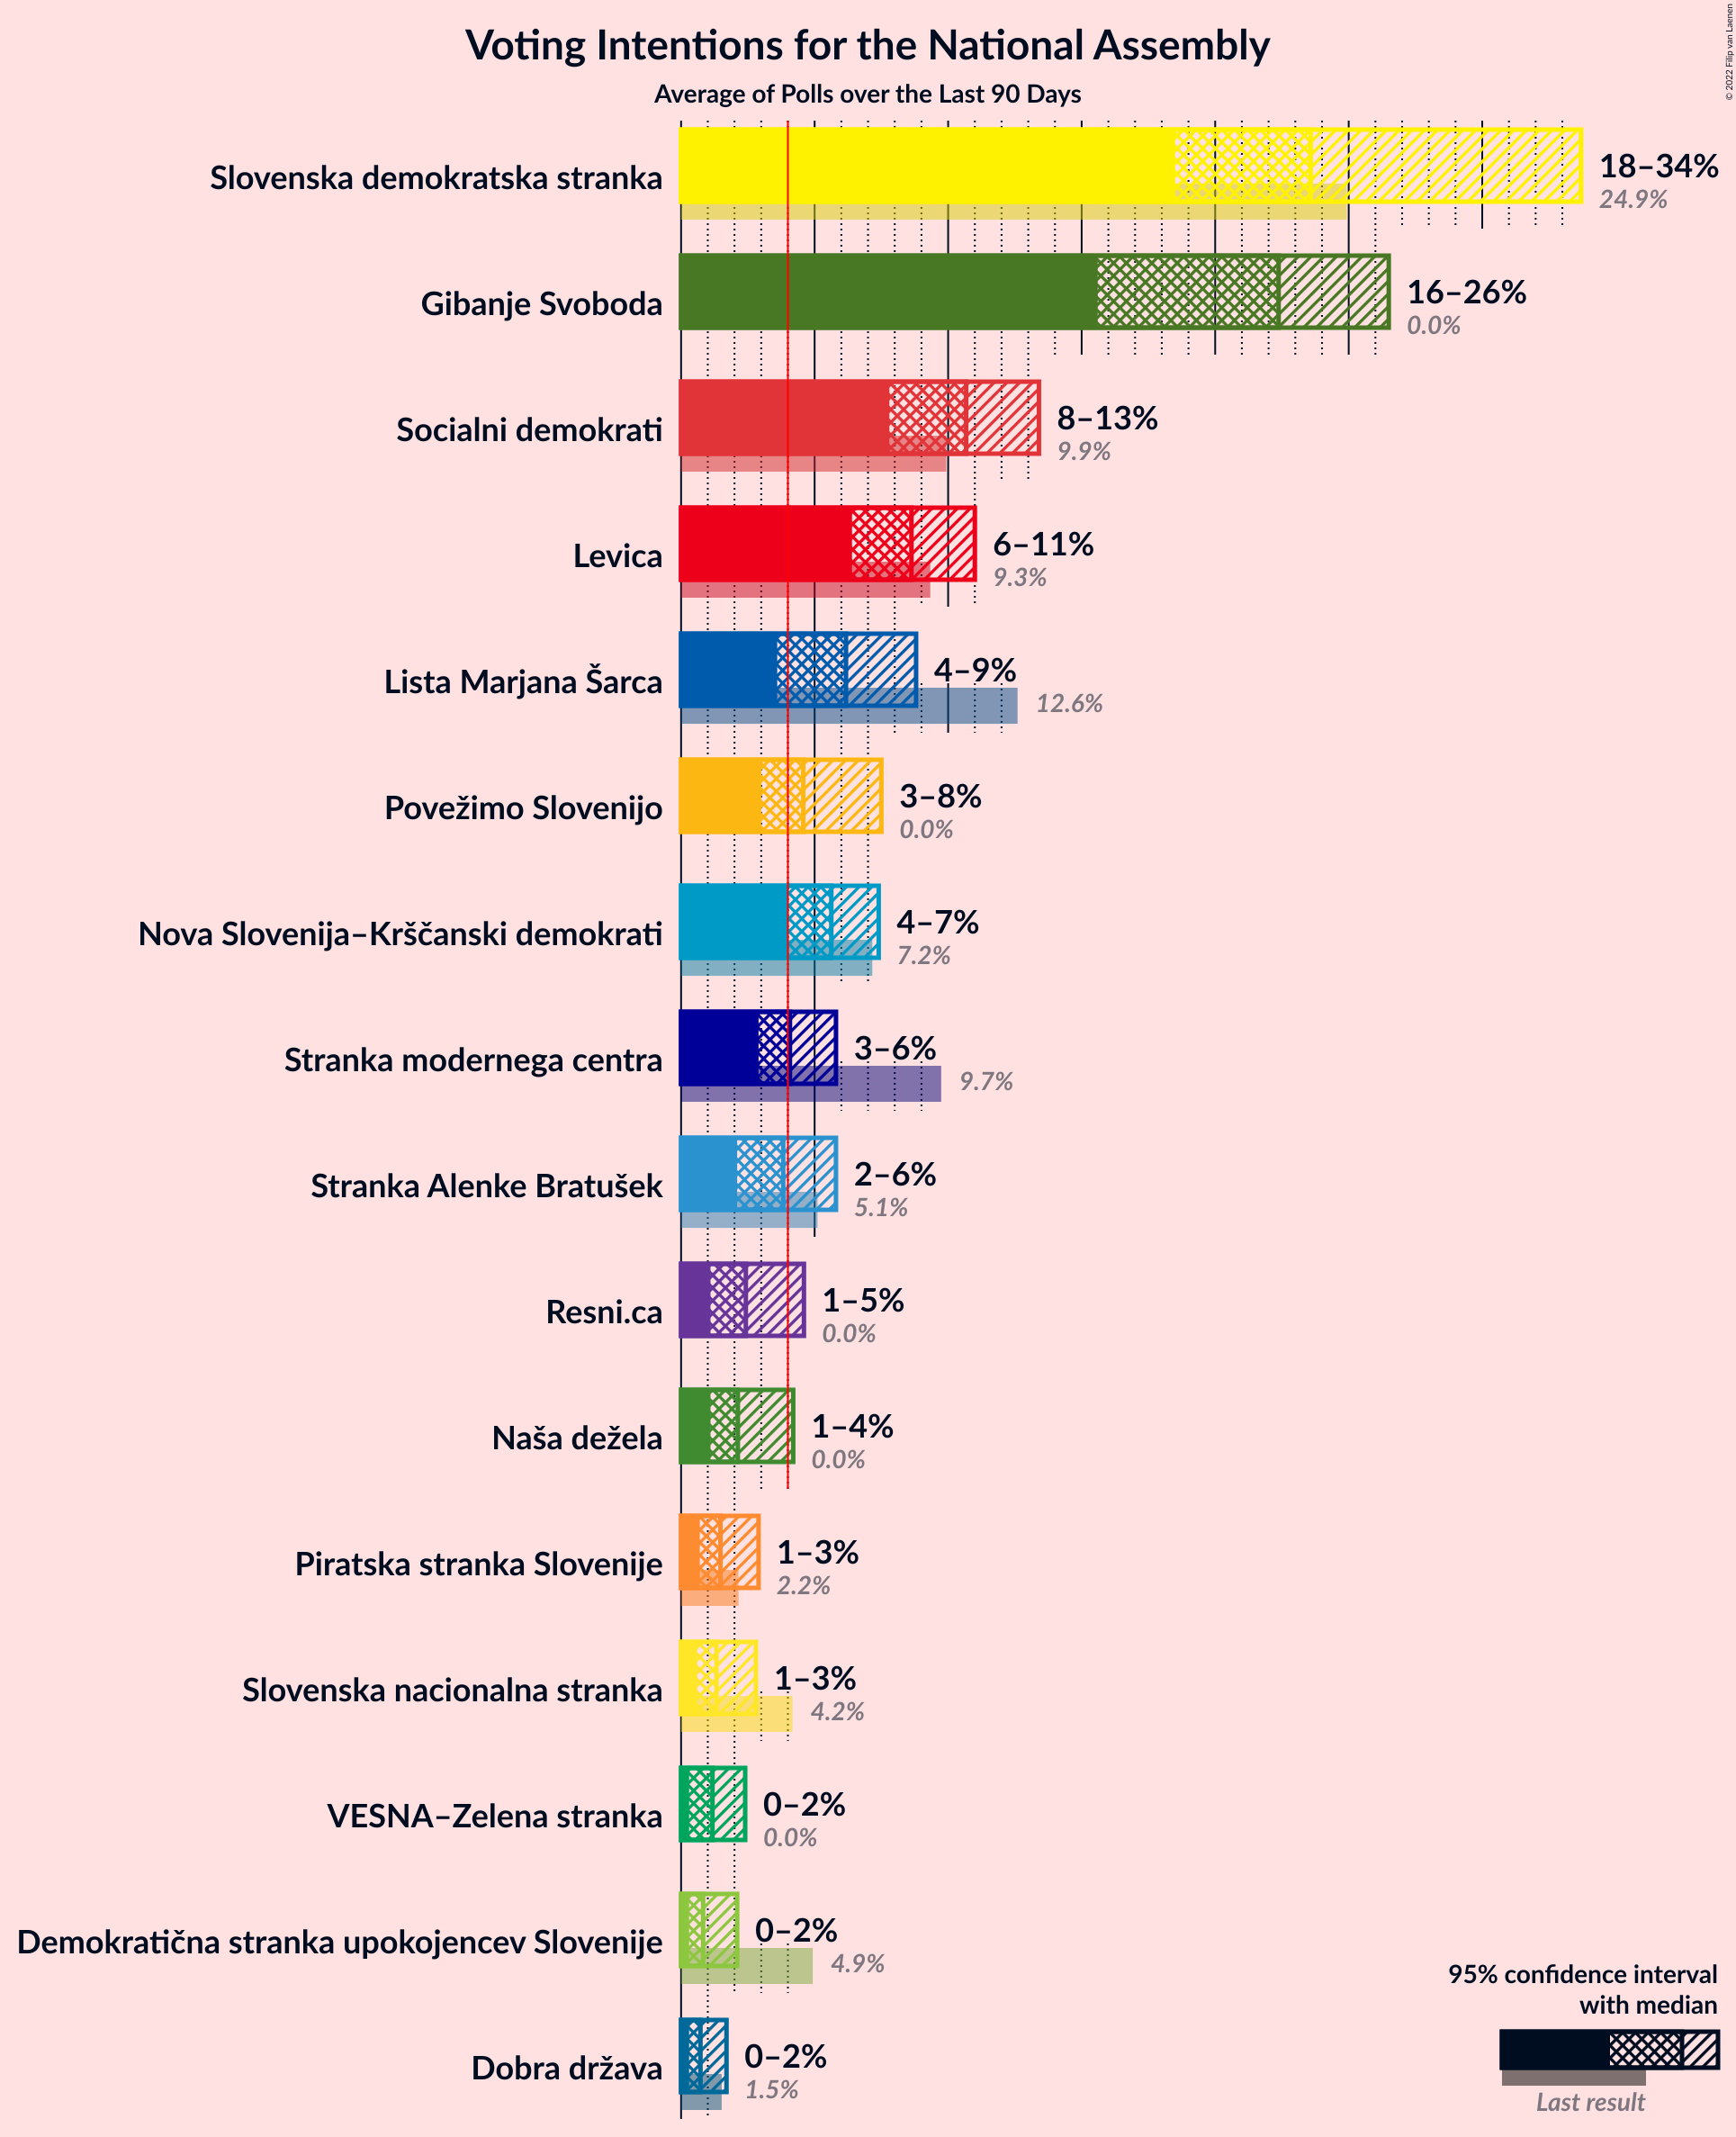 Voting Intentions for the National Assembly
Average of Polls over the Last 90 Days
© 2022 Filip van Laenen
Slovenska demokratska stranka
18–34%
24.9%
Gibanje Svoboda
16–26%
0.0%
Socialni demokrati
8–13%
9.9%
Levica
6–11%
9.3%
Lista Marjana Šarca
4–9%
12.6%
Povežimo Slovenijo
3–8%
0.0%
Nova Slovenija–Krščanski demokrati
4–7%
7.2%
Stranka modernega centra
3–6%
9.7%
Stranka Alenke Bratušek
2–6%
5.1%
Resni.ca
1–5%
0.0%
Naša dežela
1–4%
0.0%
Piratska stranka Slovenije
1–3%
2.2%
Slovenska nacionalna stranka
1–3%
4.2%
VESNA–Zelena stranka
0–2%
0.0%
Demokratična stranka upokojencev Slovenije
0–2%
4.9%
Dobra država
0–2%
1.5%
95% confidence interval
with median
Last result